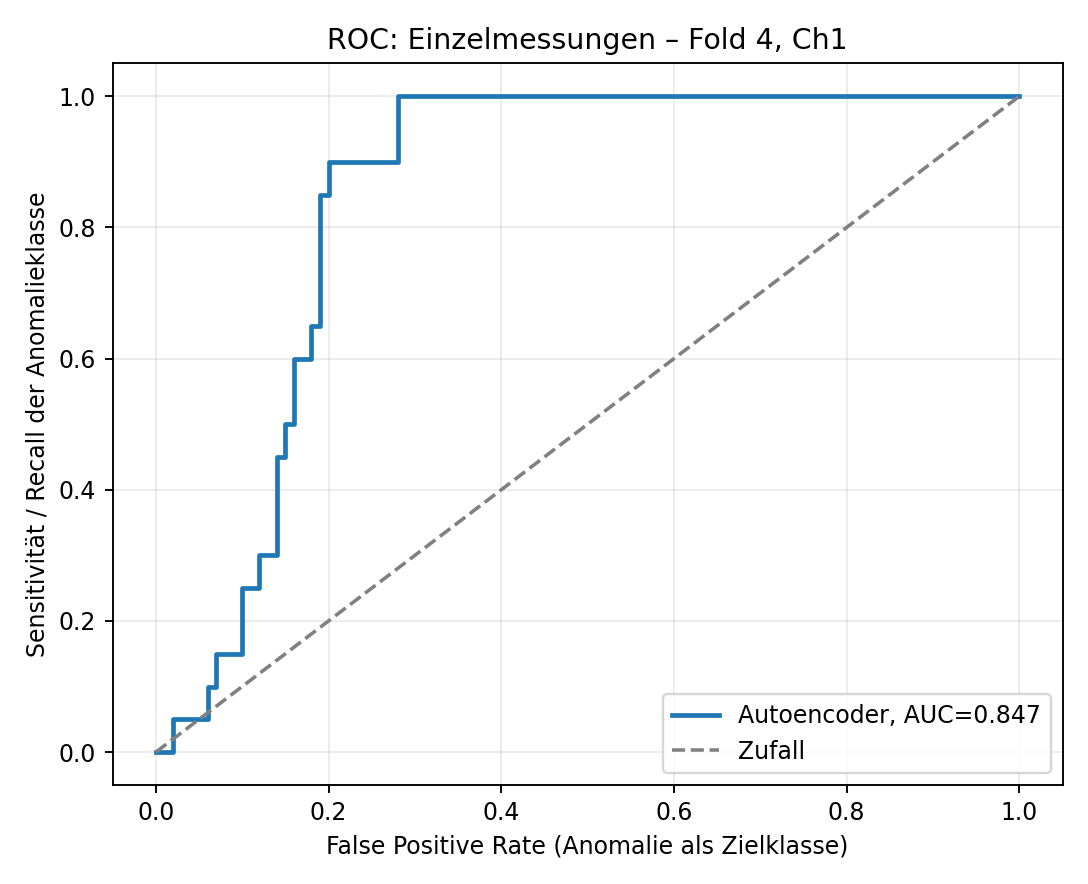 ROC: Einzelmessungen – Fold 4, Ch1
Sensitivität / Recall der Anomalieklasse
1.0
0.8
0.6
0.4
0.2
0.0
Autoencoder, AUC=0.847
Zufall
0.0 0.2 0.4 0.6 0.8 1.0
False Positive Rate (Anomalie als Zielklasse)